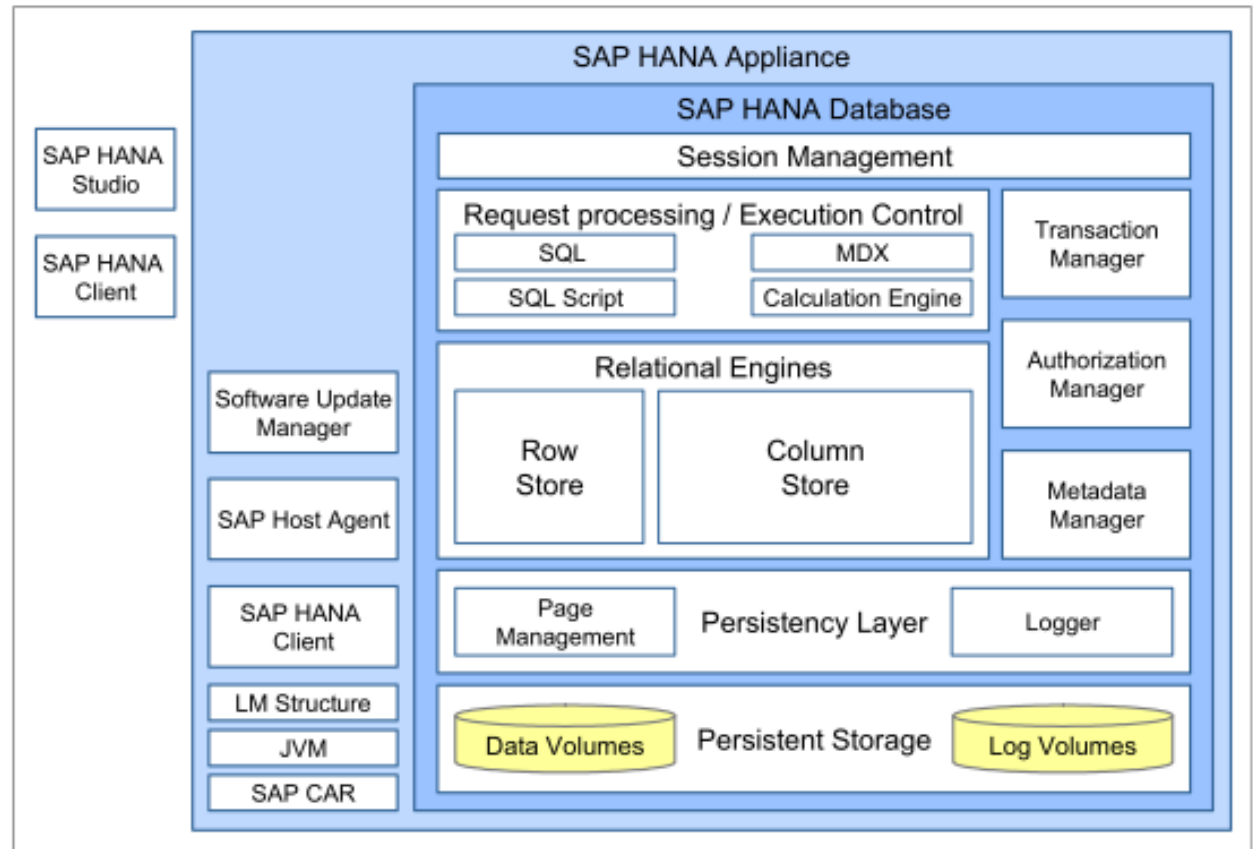 SAP HANA Appliance
SAP HANA Database
SAP HANA
Studio
SAP HANA
Client
Software Update
Manager
SAP Host Agent
SAP HANA
Client
LM Structure
JVM
SAP CAR
Session Management
Request processing / Execution Control
SQL
MDX
SQL Script
Calculation Engine
Relational Engines
Row
Store
Column
Store
Transaction
Manager
Authorization
Manager
Metadada
Manager
Page
Management
Persistency Layer
Logger
Data Volumes
Persistent Storage
Log Volumes